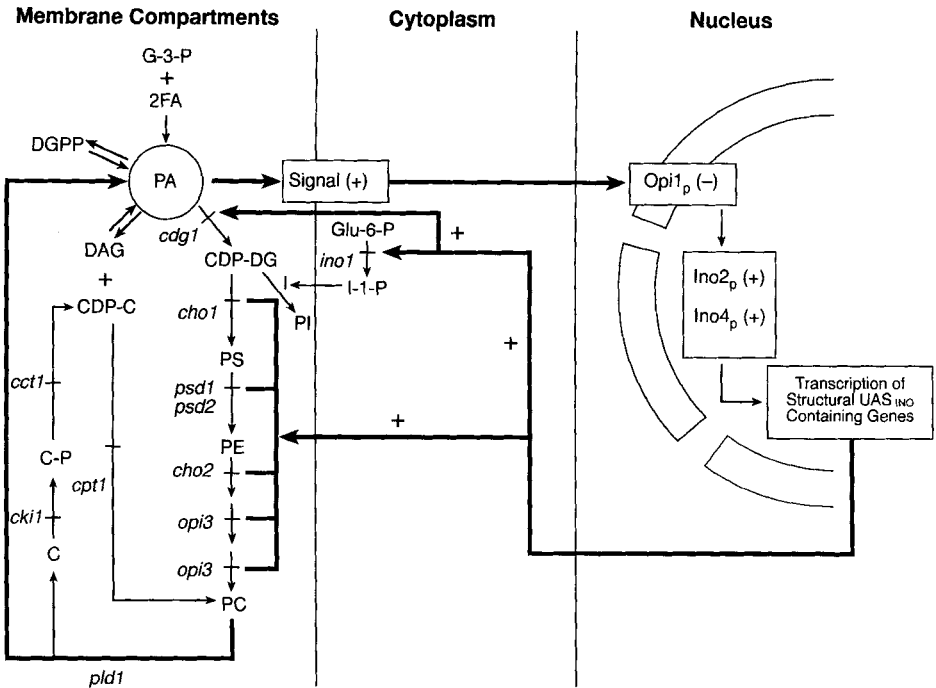 Membrane Compartments
Cytoplasm
Nucleus
G-3-P
+
2FA
DGPP
PA
Signal (+)
Opi1p (–)
cdg1
Glu-6-P
+
DAG
ino1
CDP-DG
+
I
I-1-P
Ino2p (+)
CDP-C
cho1
PI
Ino4p (+)
+
PS
cct1
psd1
psd2
Transcription of
Structural UAS INO
Containing Genes
+
PE
C-P
cpt1
cho2
cki1
opi3
C
opi3
PC
pld1